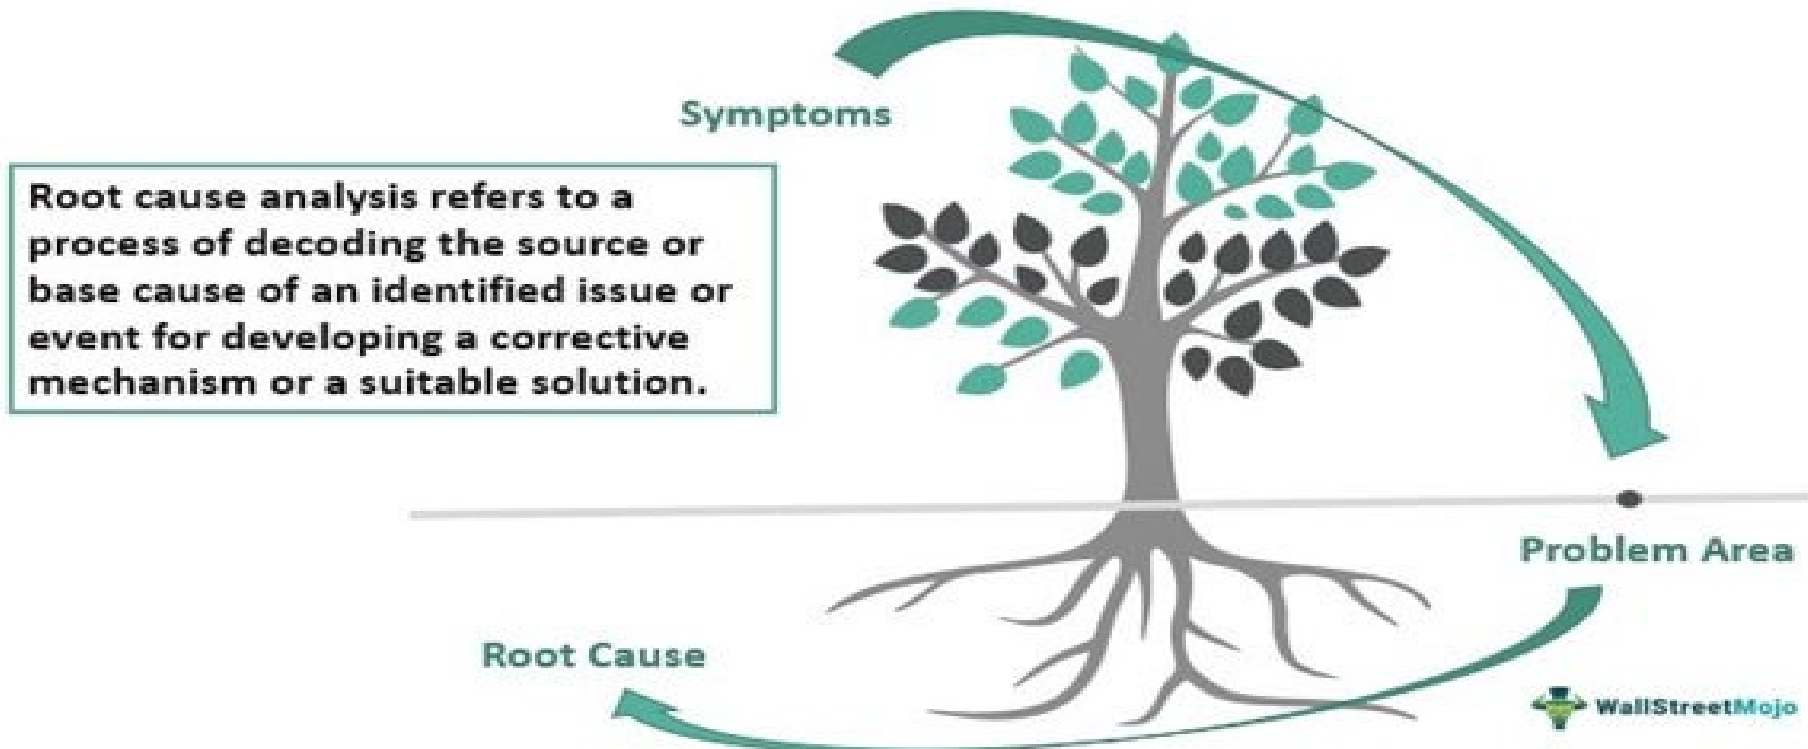 Symptoms
Root cause analysis refers to a
process of decoding the source or
base cause of an identified issue or
event for developing a corrective
mechanism or a suitable solution.
Problem Area
Root Cause
WallStreetMojo